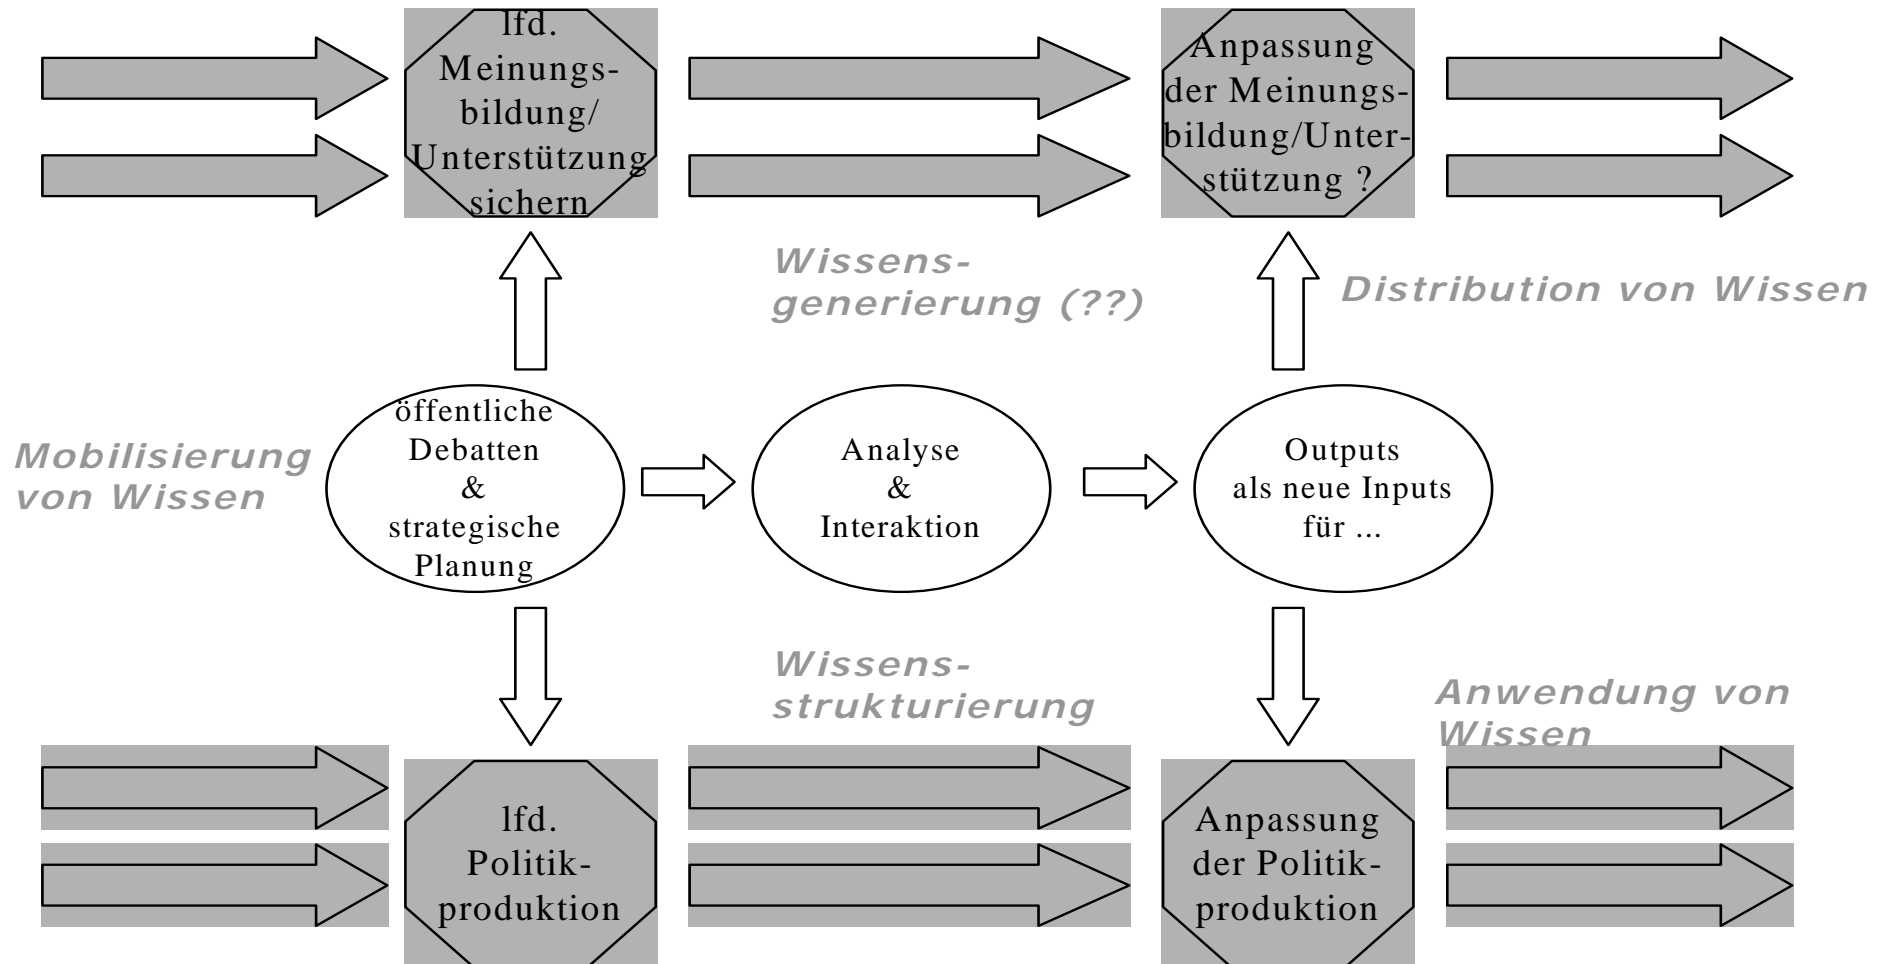 lfd.
Meinungs-
bildung/
Unterstützung
sichern
Anpassung
der Meinungs-
bildung/Unter-
stützung ?
Wissens-
generierung (??)
Distribution von Wissen
Mobilisierung
von Wissen
öffentliche
Debatten
&
strategische
Planung
Analyse
&
Interaktion
Outputs
als neue Inputs
für ...
Wissens-
strukturierung
Anwendung von
Wissen
lfd.
Politik-
produktion
Anpassung
der Politik-
produktion